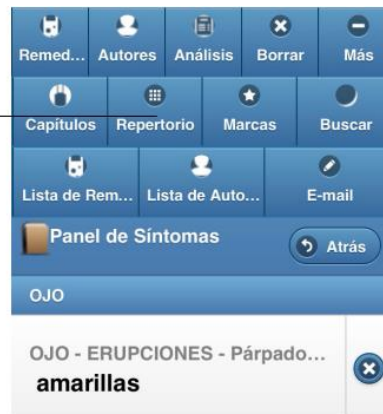 Remed... Autores Análisis Borrar Más
Capítulos Repertorio Marcas Buscar
Lista de Rem... Lista de Auto... E-mail
Panel de Síntomas Atrás
OJO
OJO - ERUPCIONES - Párpado...
amarillas